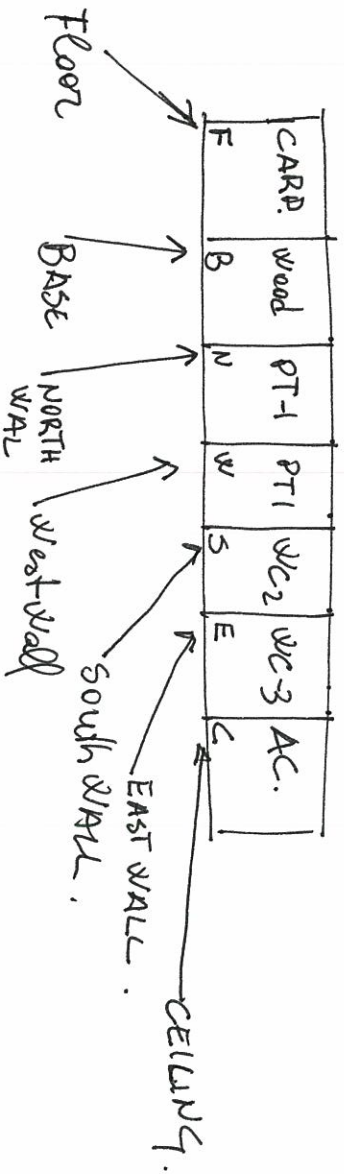 CARP. wood PT-1 PT1 WC2 WC-3 AC.
F B N W S E C
Floor
BASE
NORTH
WAL
West Wall
South WALL.
EAST WALL.
CEILING.